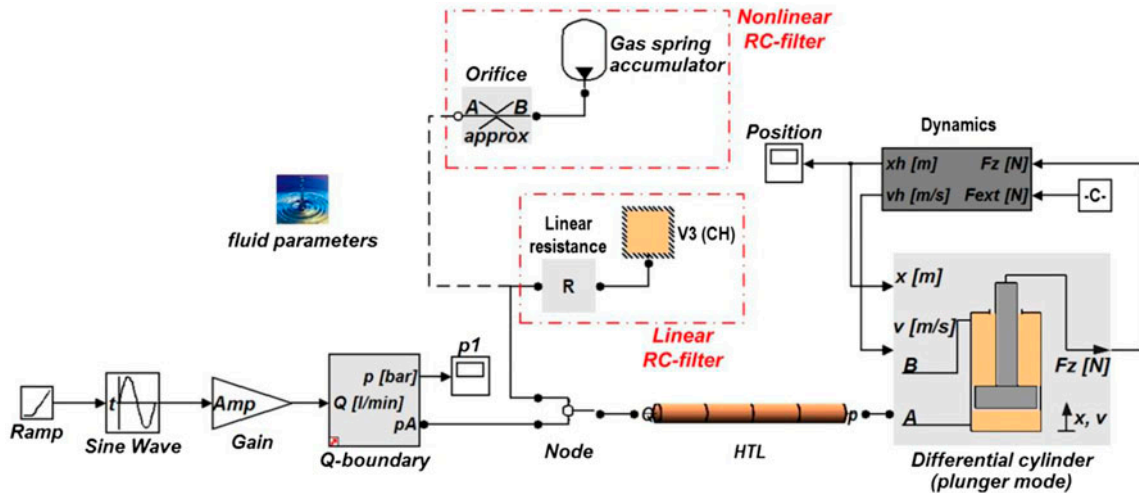 Nonlinear
RC-filter
Gas spring
accumulator
Orifice
A B
approx
Position
Dynamics
xh [m] Fz [N]
vh [m/s] Fext [N]
-C-
fluid parameters
Linear
resistance
V3 (CH)
R
Linear
RC-filter
x [m]
v [m/s]
B
Fz [N]
A
x, v
p1
p [bar]
Q [l/min]
pA
t
Amp
Ramp
Sine Wave
Gain
Q-boundary
Node
Q p
HTL
Differential cylinder
(plunger mode)